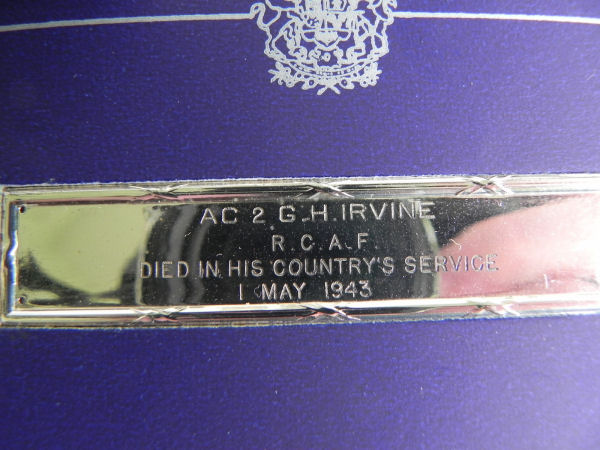 AC 2 G.H. IRVINE
R.C.A.F.
DIED IN HIS COUNTRY'S SERVICE
1 MAY 1943